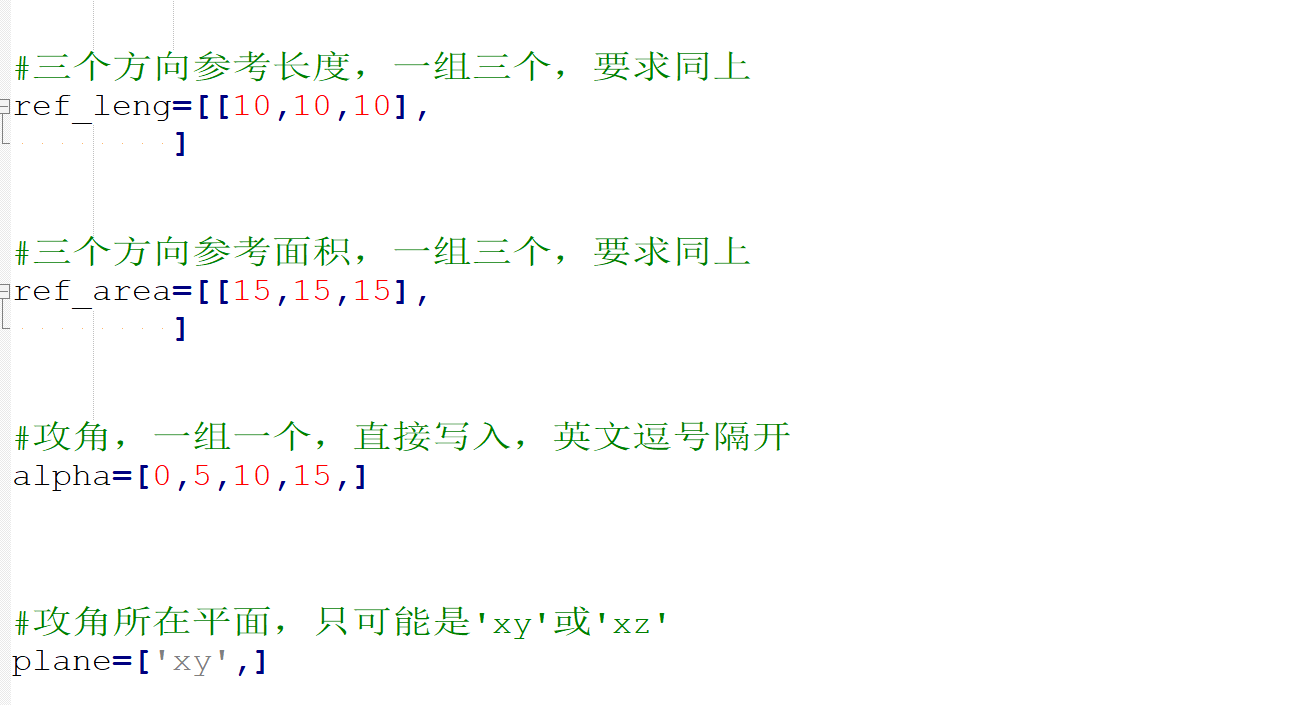 #三个方向参考长度，一组三个，要求同上
ref_leng=[[10,10,10],
]
#三个方向参考面积，一组三个，要求同上
ref_area=[[15,15,15],
]
#攻角，一组一个，直接写入，英文逗号隔开
alpha=[0,5,10,15,]
#攻角所在平面，只可能是'xy'或'xz'
plane=['xy',]